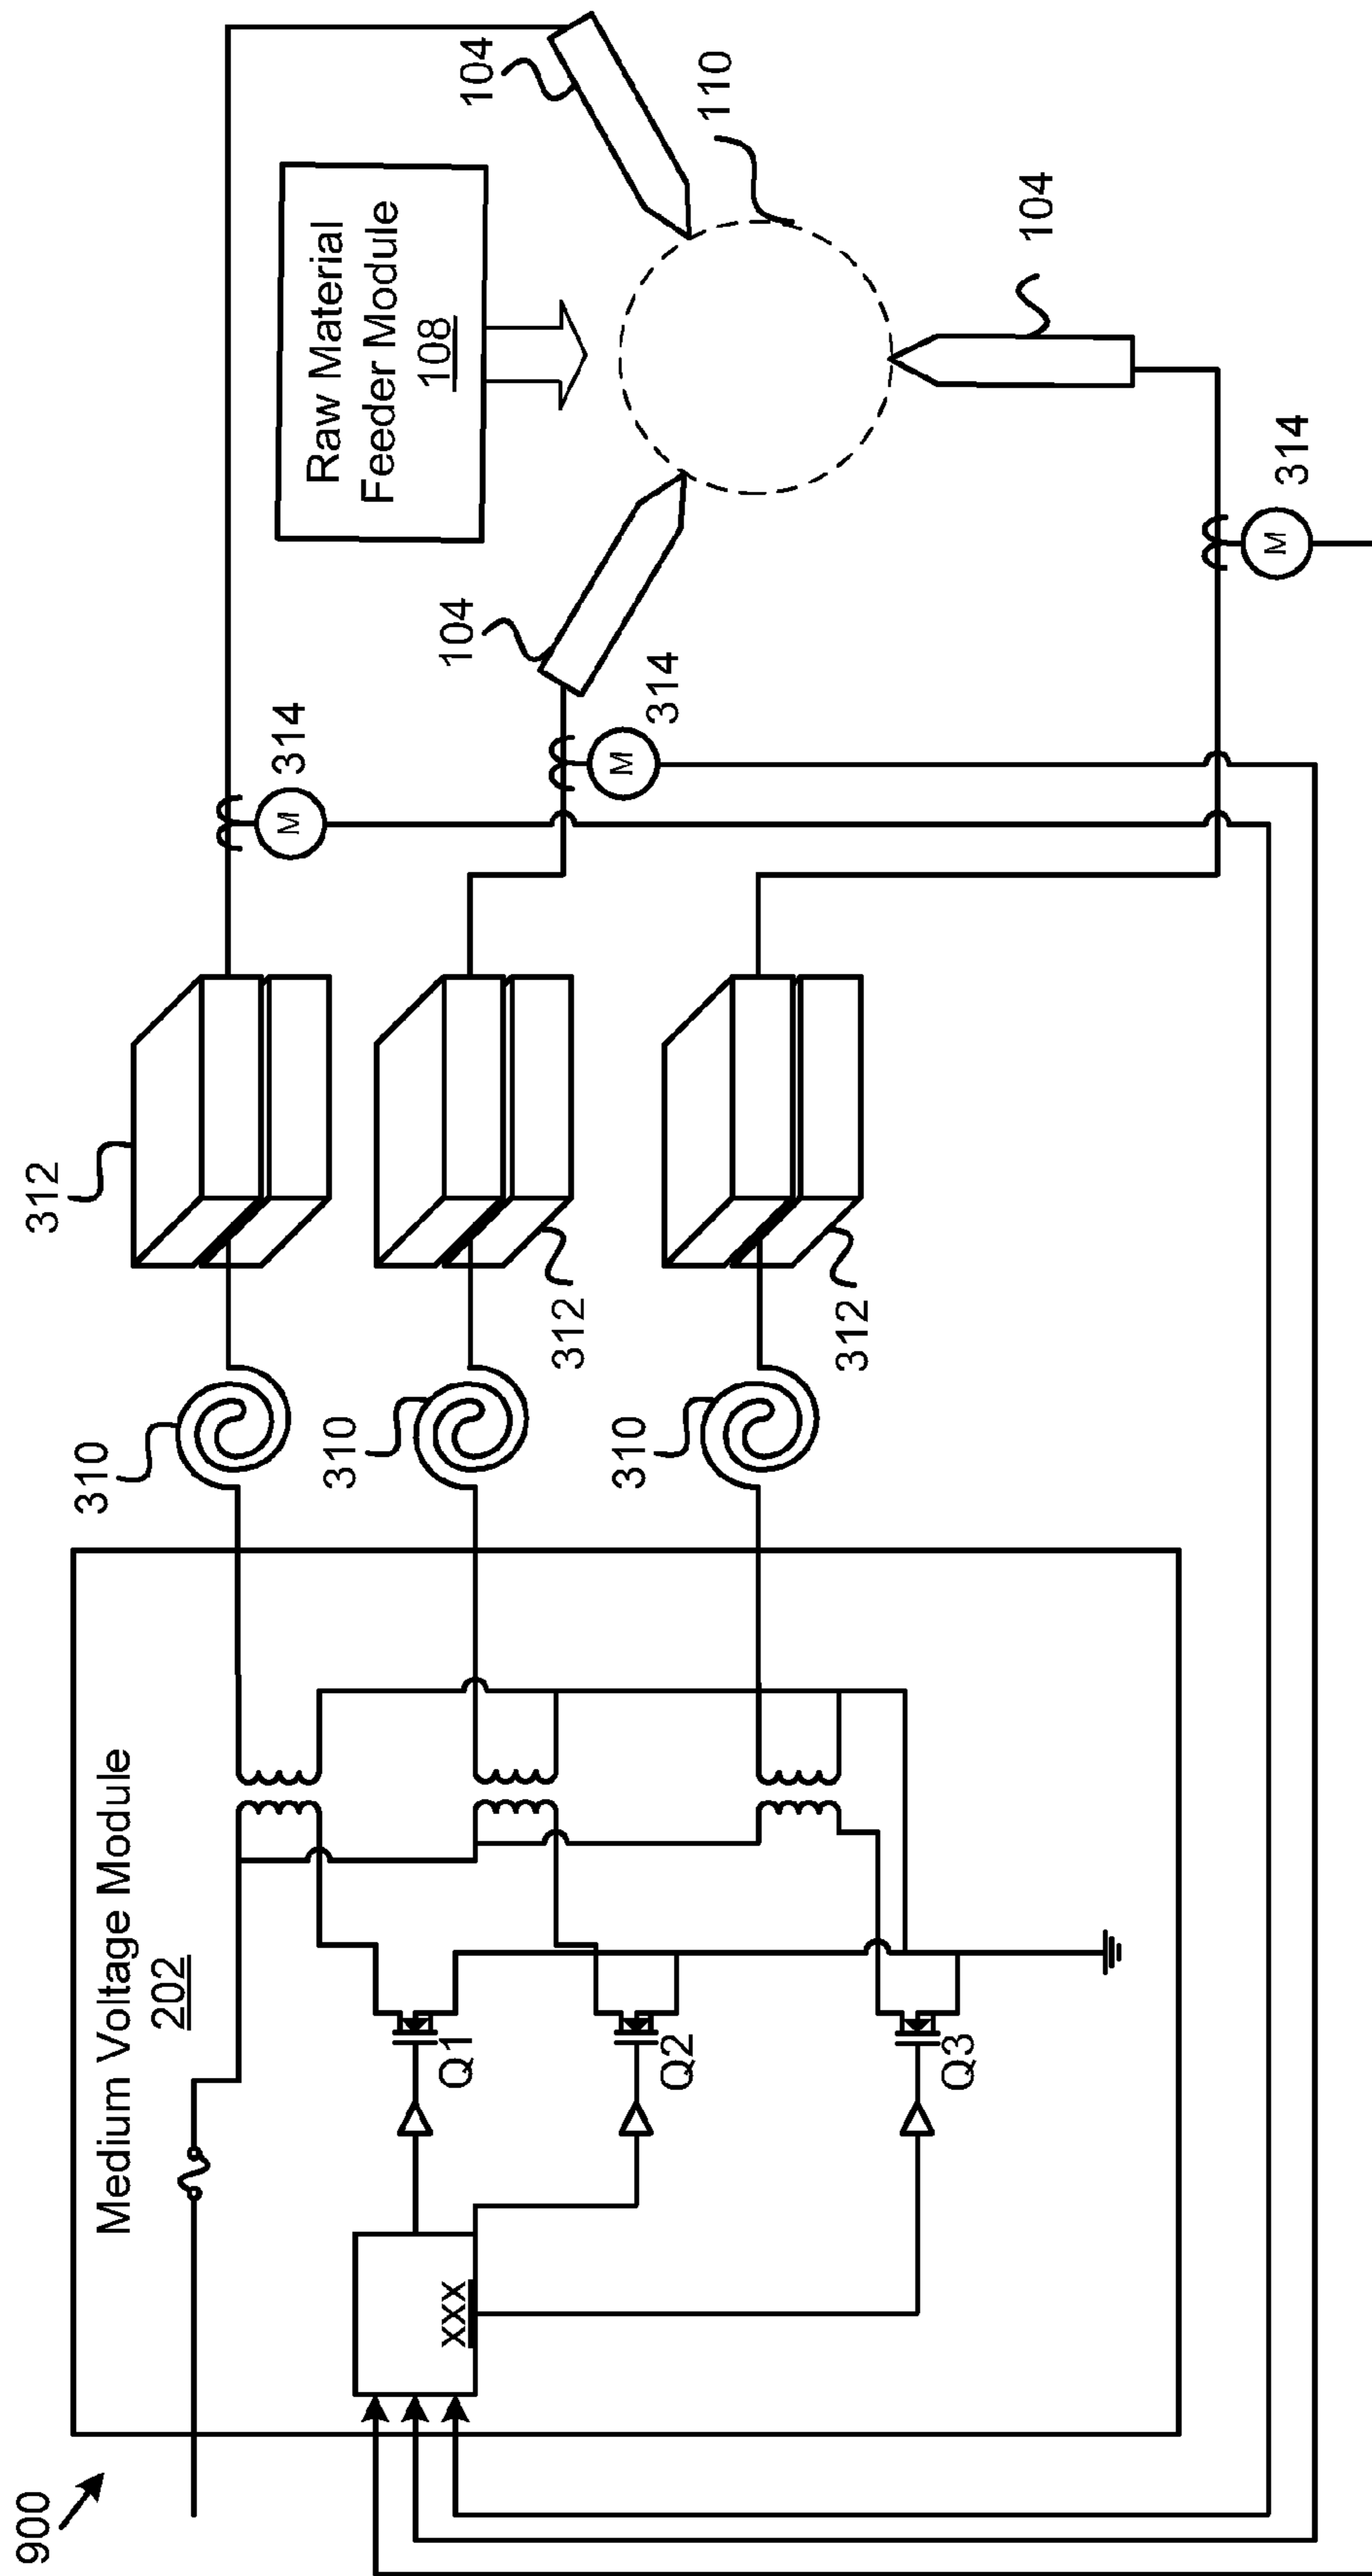 900
Medium Voltage Module
202
xxx
Q1
Q2
Q3
310
310
310
312
312
312
314
M
314
M
314
M
104
104
104
Raw Material
Feeder Module
108
110